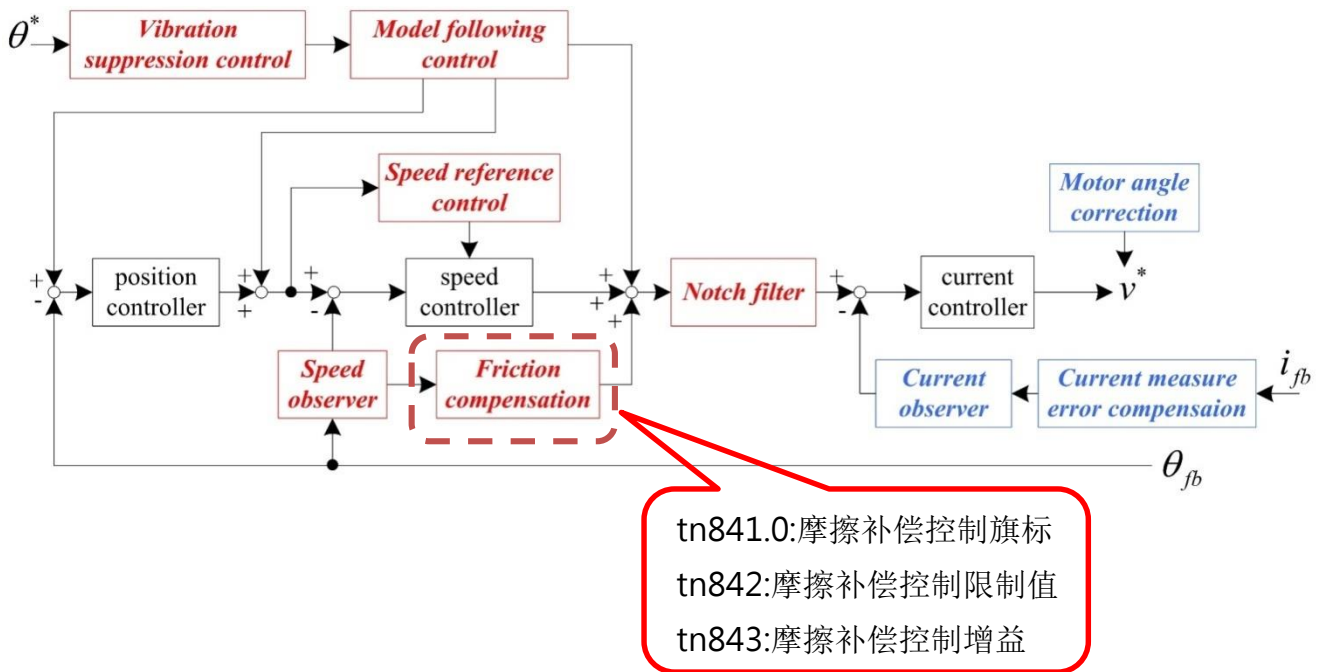 θ*
Vibration
suppression control
Model following
control
Speed reference
control
Motor angle
correction
+
-
position
controller
+
+
+
-
speed
controller
+
+
+
Notch filter
+
-
current
controller
v*
Speed
observer
Friction
compensation
Current
observer
Current measure
error compensaion
i_fb
θ_fb
tn841.0:摩擦补偿控制旗标
tn842:摩擦补偿控制限制值
tn843:摩擦补偿控制增益